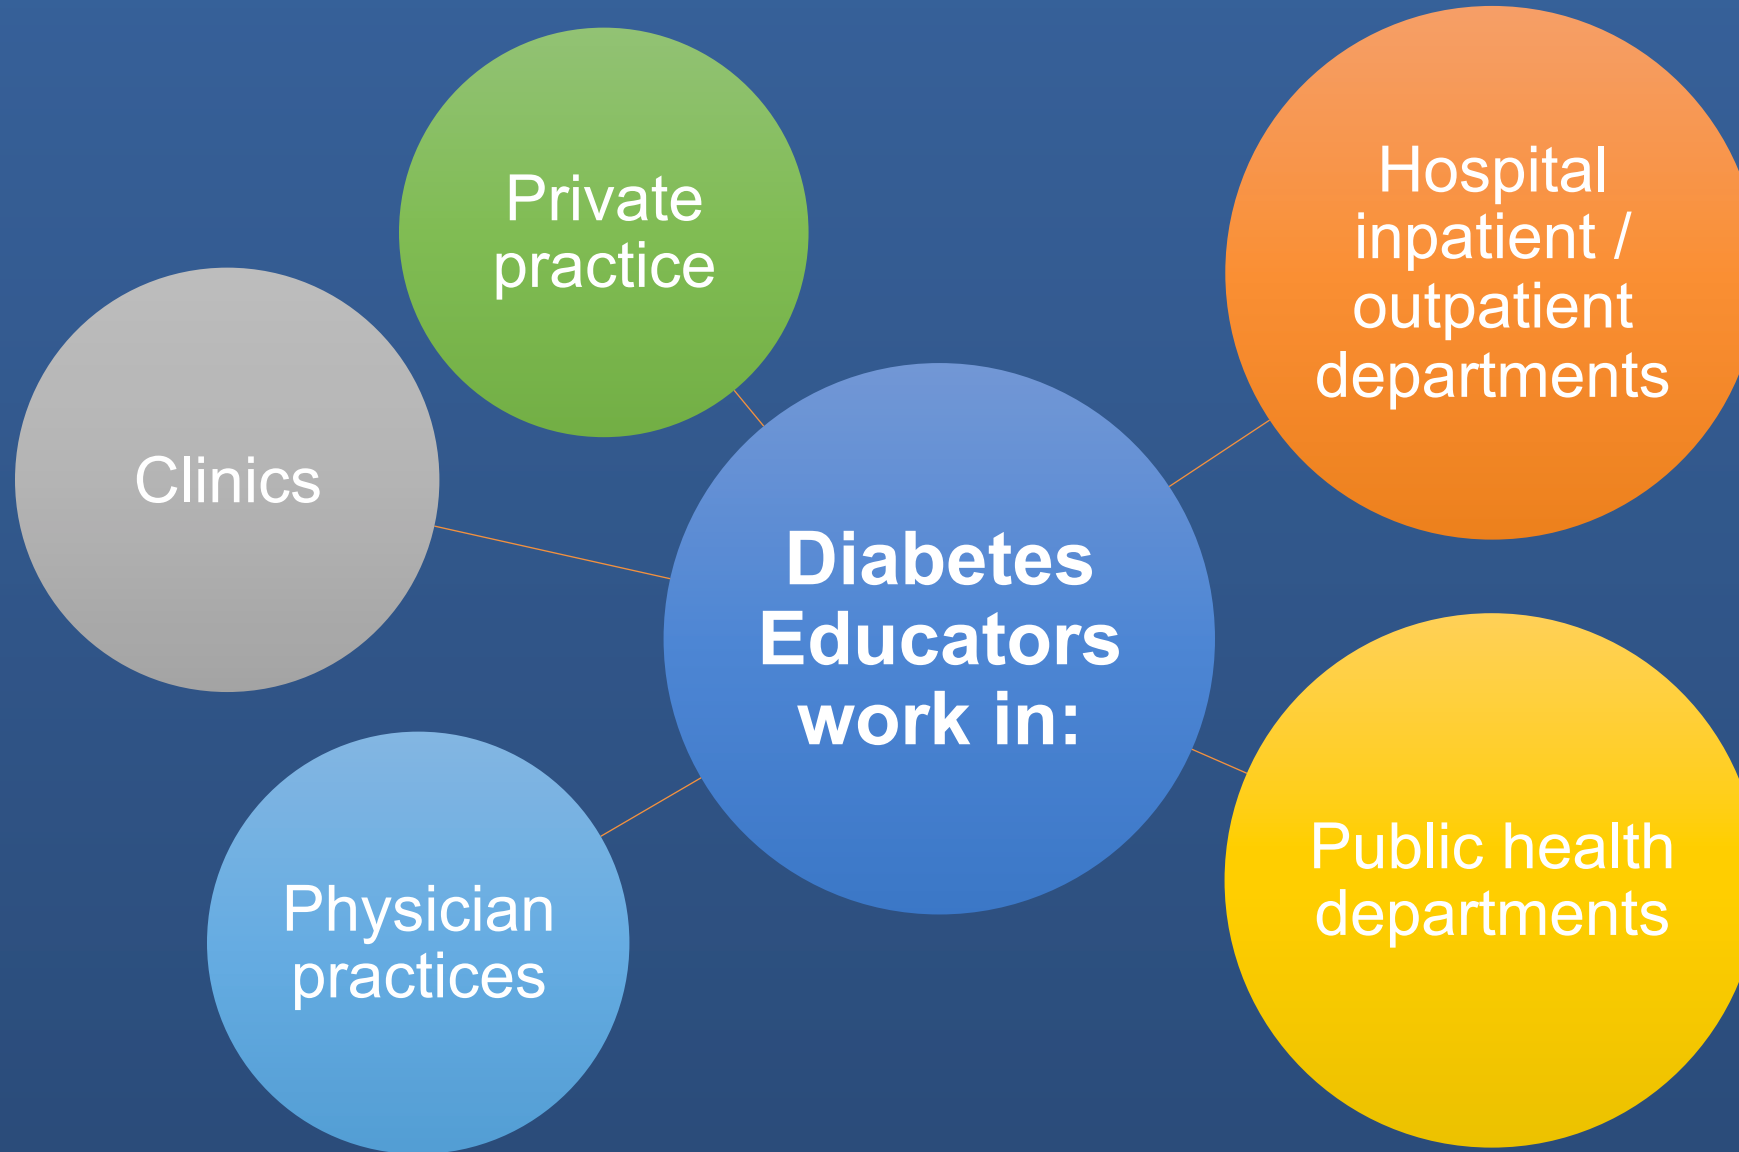 Private
practice
Hospital
inpatient /
outpatient
departments
Clinics
Diabetes
Educators
work in:
Physician
practices
Public health
departments